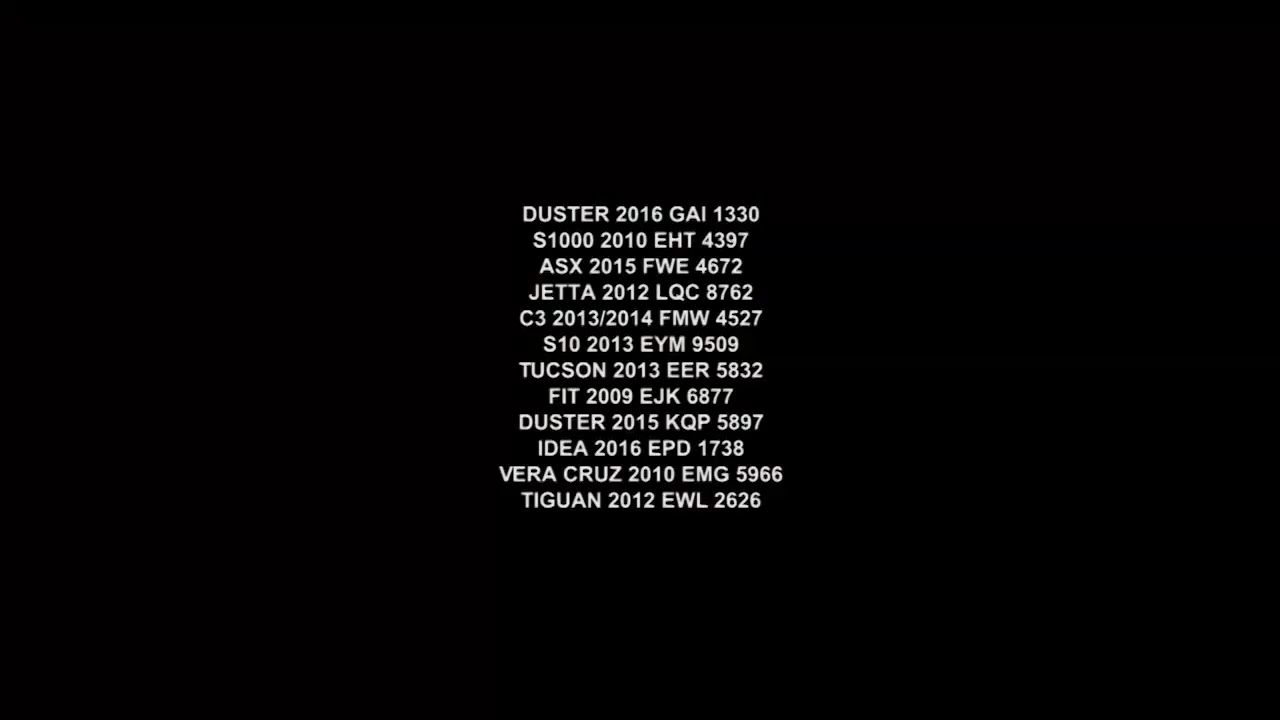 DUSTER 2016 GAI 1330
S1000 2010 EHT 4397
ASX 2015 FWE 4672
JETTA 2012 LQC 8762
C3 2013/2014 FMW 4527
S10 2013 EYM 9509
TUCSON 2013 EER 5832
FIT 2009 EJK 6877
DUSTER 2015 KQP 5897
IDEA 2016 EPD 1738
VERA CRUZ 2010 EMG 5966
TIGUAN 2012 EWL 2626